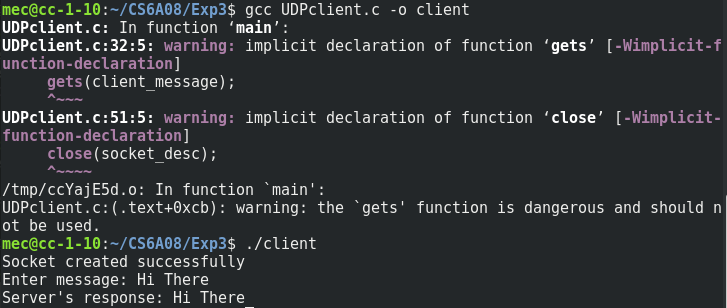 mec@cc-1-10:~/CS6A08/Exp3$ gcc UDPclient.c -o client
UDPclient.c: In function ‘main’:
UDPclient.c:32:5: warning: implicit declaration of function ‘gets’ [-Wimplicit-f
unction-declaration]
     gets(client_message);
     ^~~~
UDPclient.c:51:5: warning: implicit declaration of function ‘close’ [-Wimplicit-
function-declaration]
     close(socket_desc);
     ^~~~~
/tmp/ccYajE5d.o: In function `main':
UDPclient.c:(.text+0xcb): warning: the `gets' function is dangerous and should n
ot be used.
mec@cc-1-10:~/CS6A08/Exp3$ ./client
Socket created successfully
Enter message: Hi There
Server's response: Hi There